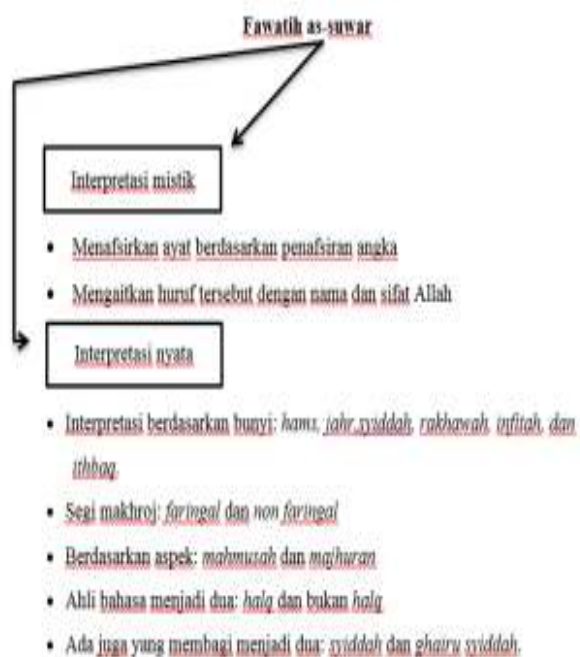 Fawatih as-suwar
Interpretasi mistik
• Menafsirkan ayat berdasarkan penafsiran angka
• Mengaitkan huruf tersebut dengan nama dan sifat Allah
Interpretasi nyata
• Interpretasi berdasarkan bunyi: hams, jahr,syiddah, rakhawah, infitah, dan
ithbaq.
• Segi makhroj: faringal dan non faringal
• Berdasarkan aspek: mahmusah dan majhuran
• Ahli bahasa menjadi dua: halq dan bukan halq
• Ada juga yang membagi menjadi dua: syiddah dan ghairu syiddah.